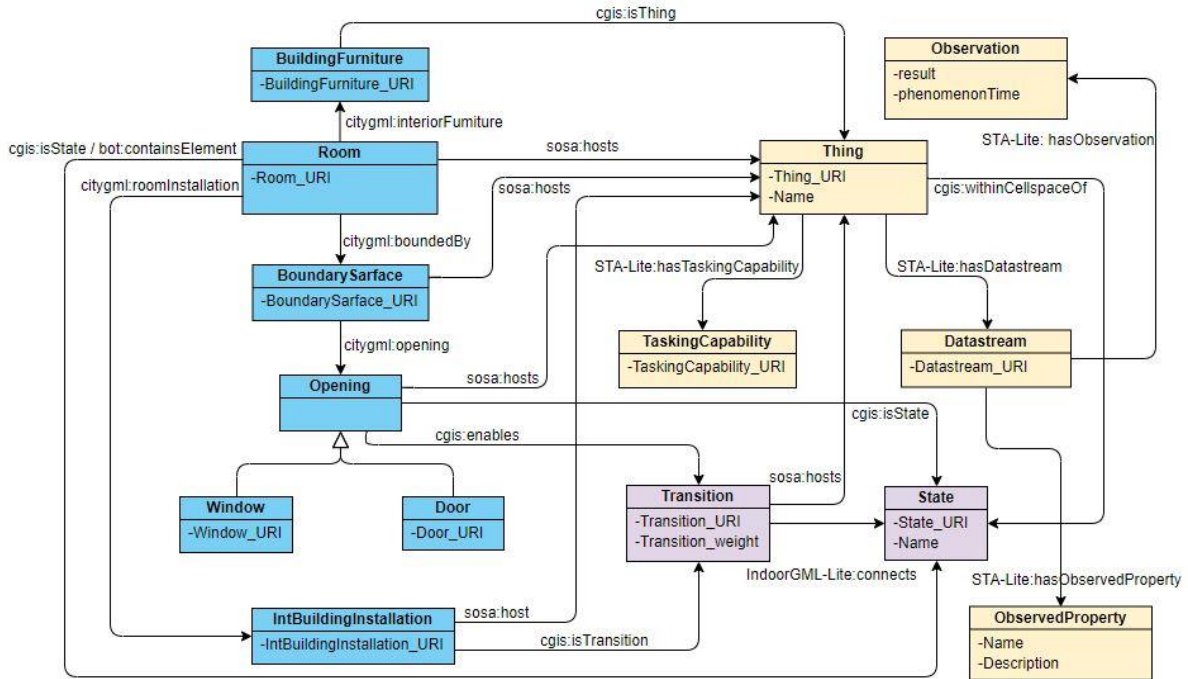 cgis:isThing
BuildingFurniture
-BuildingFurniture_URI
Observation
-result
-phenomenonTime
citygml:interiorFurniture
cgis:isState / bot:containsElement
Room
-Room_URI
sosa:hosts
Thing
-Thing_URI
-Name
STA-Lite: hasObservation
citygml:roomInstallation
sosa:hosts
cgis:withinCellspaceOf
citygml:boundedBy
BoundarySarface
-BoundarySarface_URI
STA-Lite:hasTaskingCapability
STA-Lite:hasDatastream
citygml:opening
TaskingCapability
-TaskingCapability_URI
Datastream
-Datastream_URI
Opening
sosa:hosts
cgis:isState
cgis:enables
sosa:hosts
Window
-Window_URI
Door
-Door_URI
Transition
-Transition_URI
-Transition_weight
State
-State_URI
-Name
IndoorGML-Lite:connects
STA-Lite:hasObservedProperty
IntBuildingInstallation
-IntBuildingInstallation_URI
sosa:host
cgis:isTransition
ObservedProperty
-Name
-Description